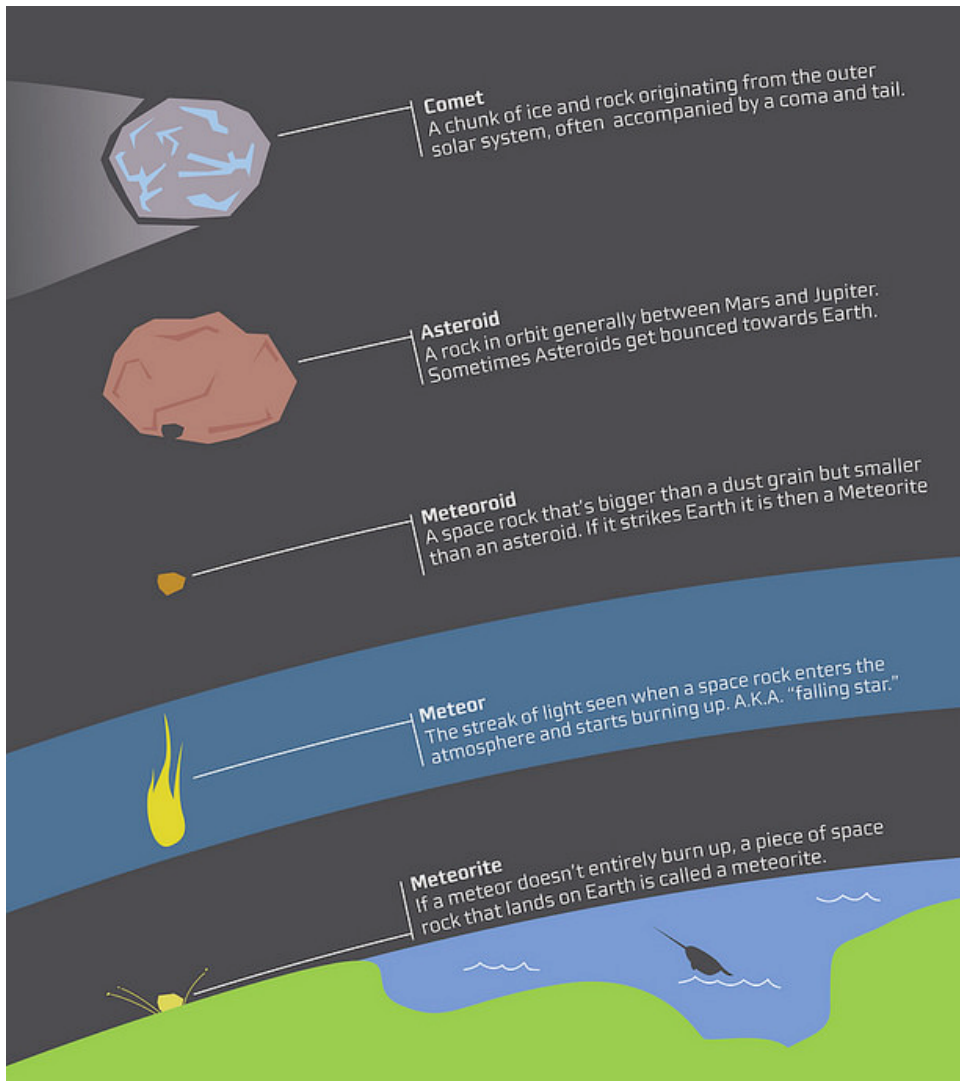 Comet
A chunk of ice and rock originating from the outer
solar system, often accompanied by a coma and tail.
Asteroid
A rock in orbit generally between Mars and Jupiter.
Sometimes Asteroids get bounced towards Earth.
Meteoroid
A space rock that's bigger than a dust grain but smaller
than an asteroid. If it strikes Earth it is then a Meteorite
Meteor
The streak of light seen when a space rock enters the
atmosphere and starts burning up. A.K.A. “falling star.”
Meteorite
If a meteor doesn't entirely burn up, a piece of space
rock that lands on Earth is called a meteorite.